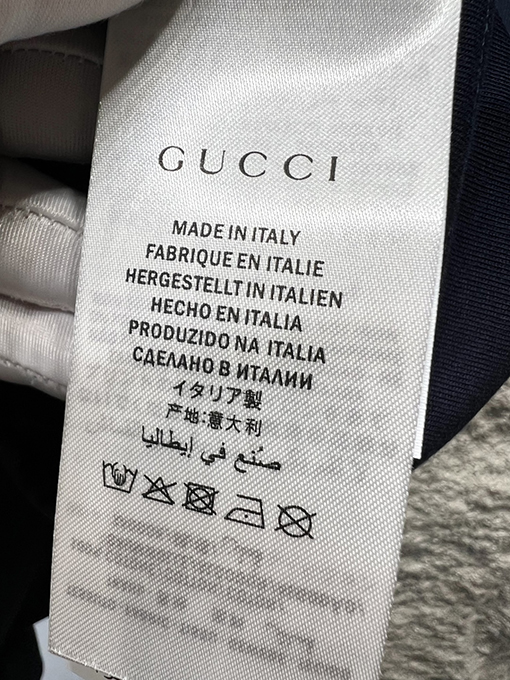 GUCCI
MADE IN ITALY
FABRIQUE EN ITALIE
HERGESTELLT IN ITALIEN
HECHO EN ITALIA
PRODUZIDO NA ITALIA
СДЕЛАНО В ИТАЛИИ
イタリア製
产地:意大利
صُنع في إيطاليا